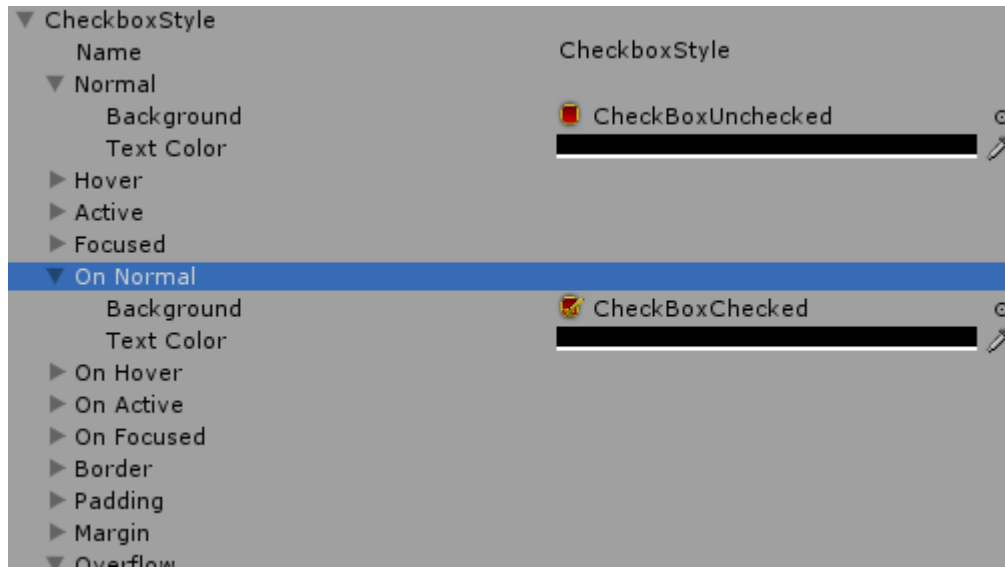 CheckboxStyle
Name CheckboxStyle
Normal
Background CheckBoxUnchecked
Text Color
Hover
Active
Focused
On Normal
Background CheckBoxChecked
Text Color
On Hover
On Active
On Focused
Border
Padding
Margin
Overflow